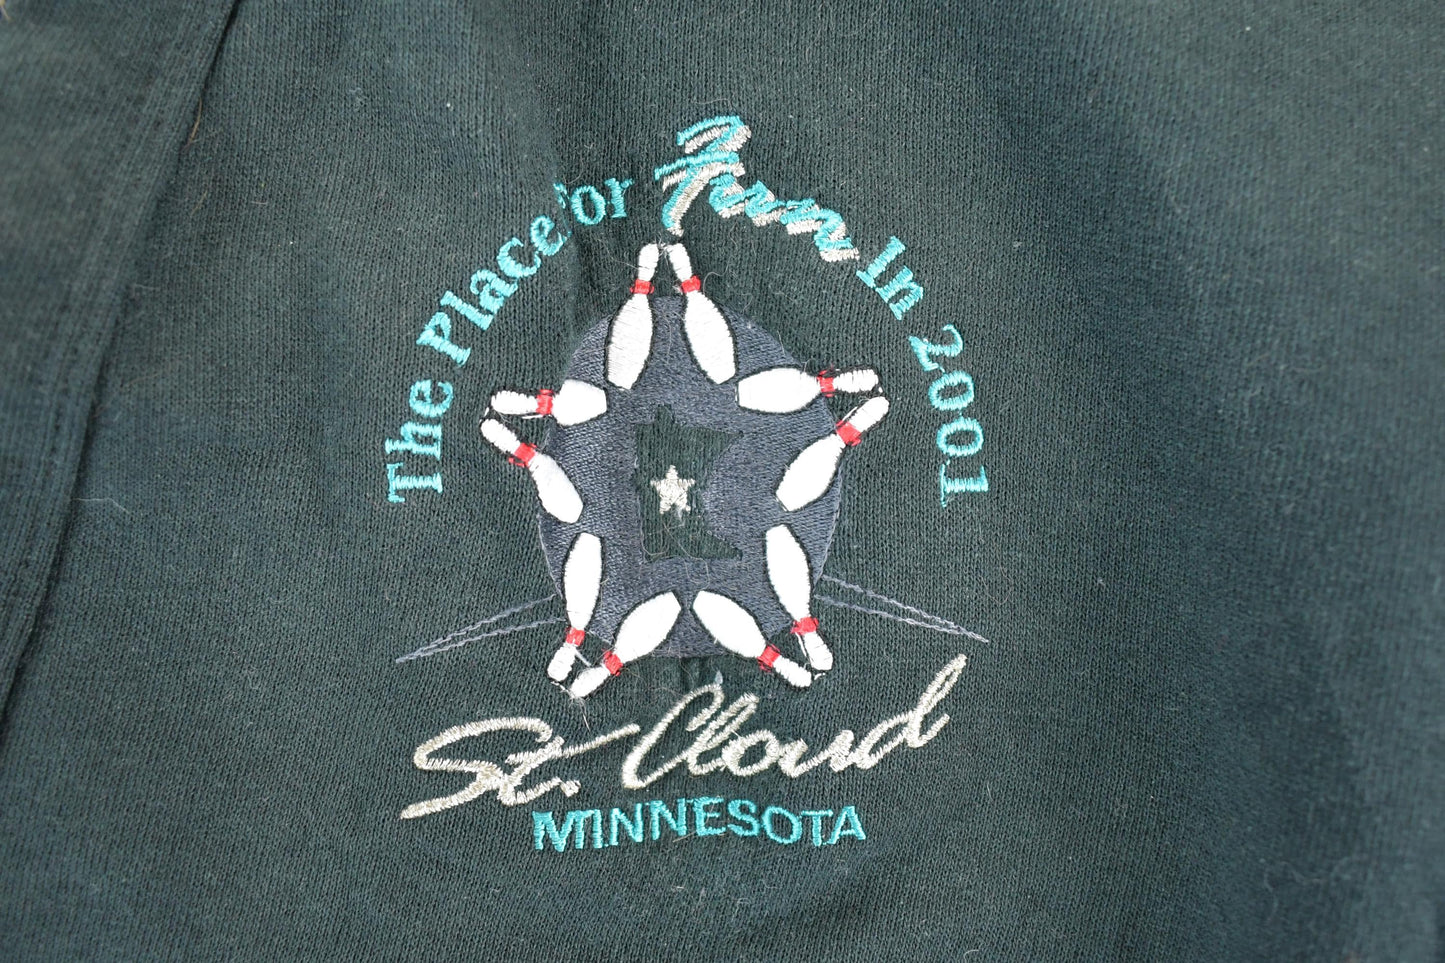 The Place for Fun In 2001
St. Cloud
MINNESOTA